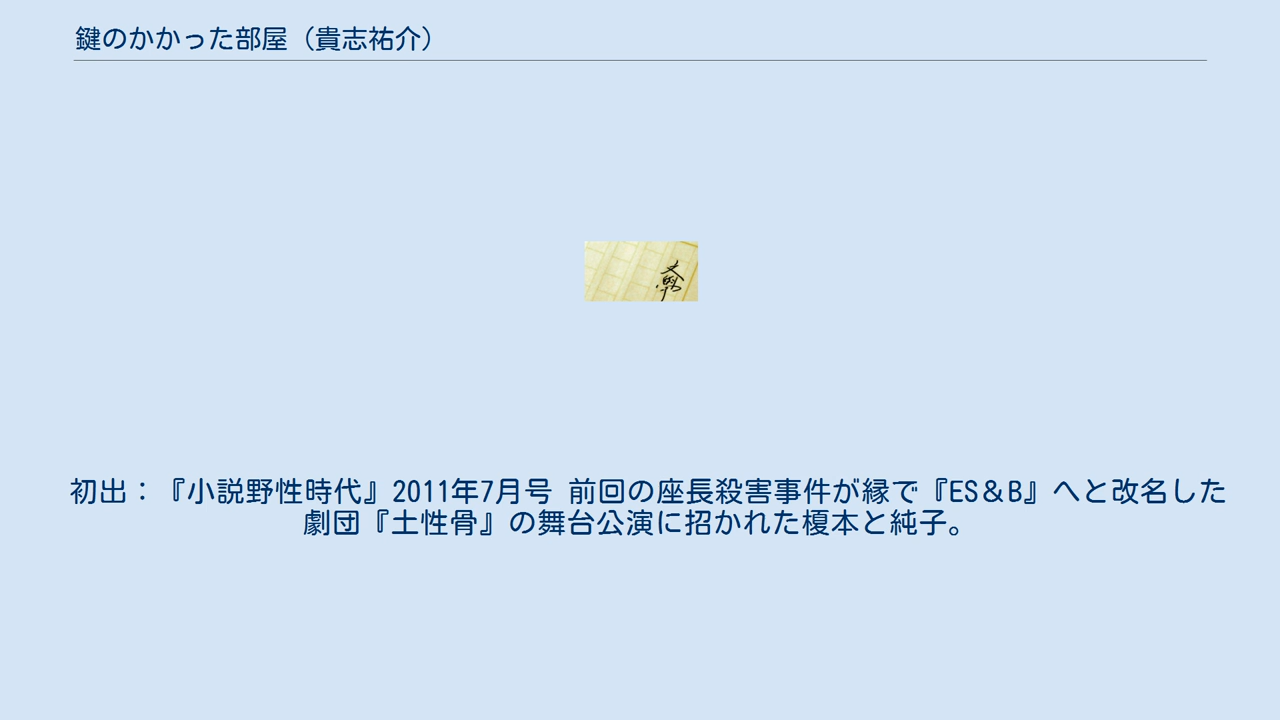 鍵のかかった部屋（貴志祐介）
初出：『小説野性時代』2011年7月号 前回の座長殺害事件が縁で『ES＆B』へと改名した
劇団『土性骨』の舞台公演に招かれた榎本と純子。